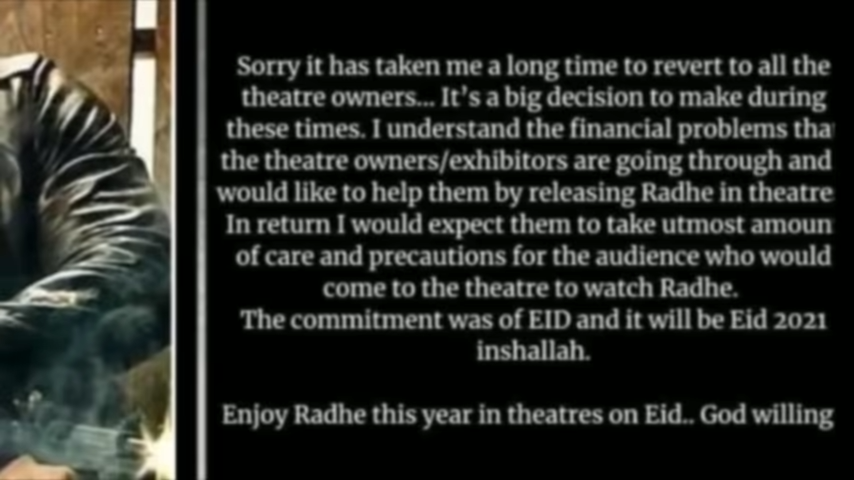 Sorry it has taken me a long time to revert to all the
theatre owners... It's a big decision to make during
these times. I understand the financial problems tha
the theatre owners/exhibitors are going through and
would like to help them by releasing Radhe in theatre
In return I would expect them to take utmost amoun
of care and precautions for the audience who would
come to the theatre to watch Radhe.
The commitment was of EID and it will be Eid 2021
inshallah.
Enjoy Radhe this year in theatres on Eid.. God willing